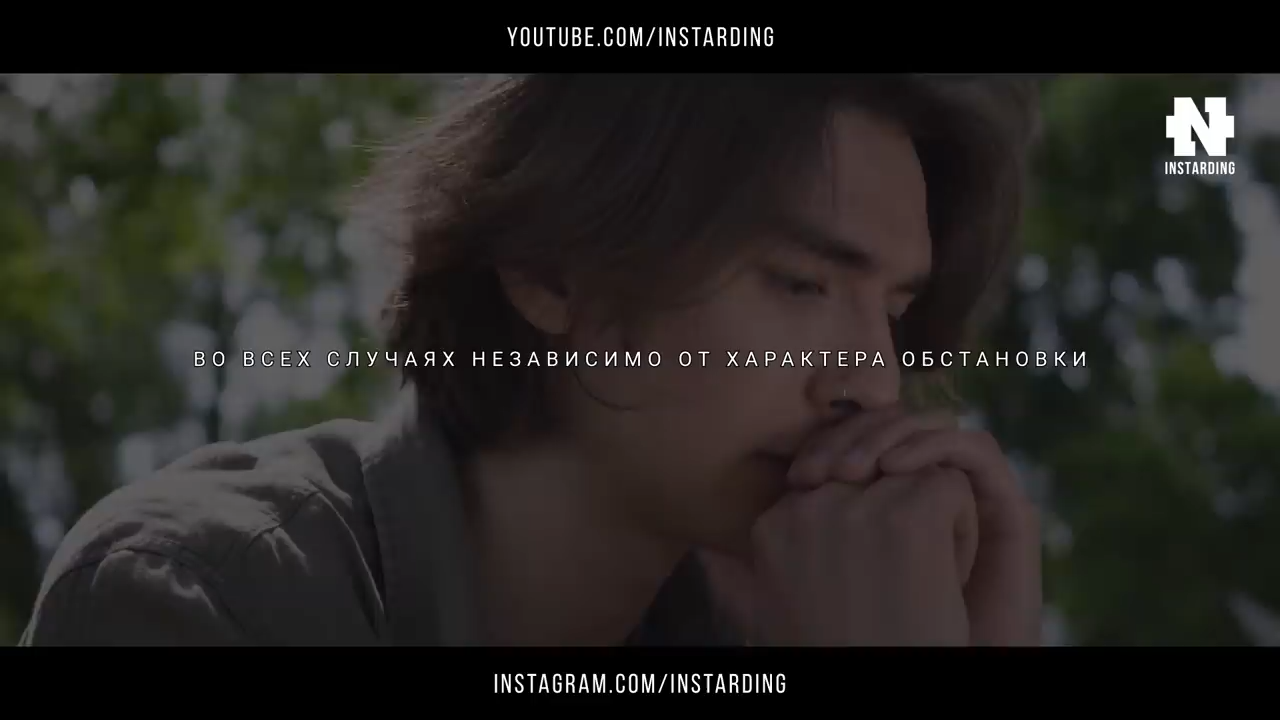 YOUTUBE.COM/INSTARDING
N
INSTARDING
ВО ВСЕХ СЛУЧАЯХ НЕЗАВИСИМО ОТ ХАРАКТЕРА ОБСТАНОВКИ
INSTAGRAM.COM/INSTARDING